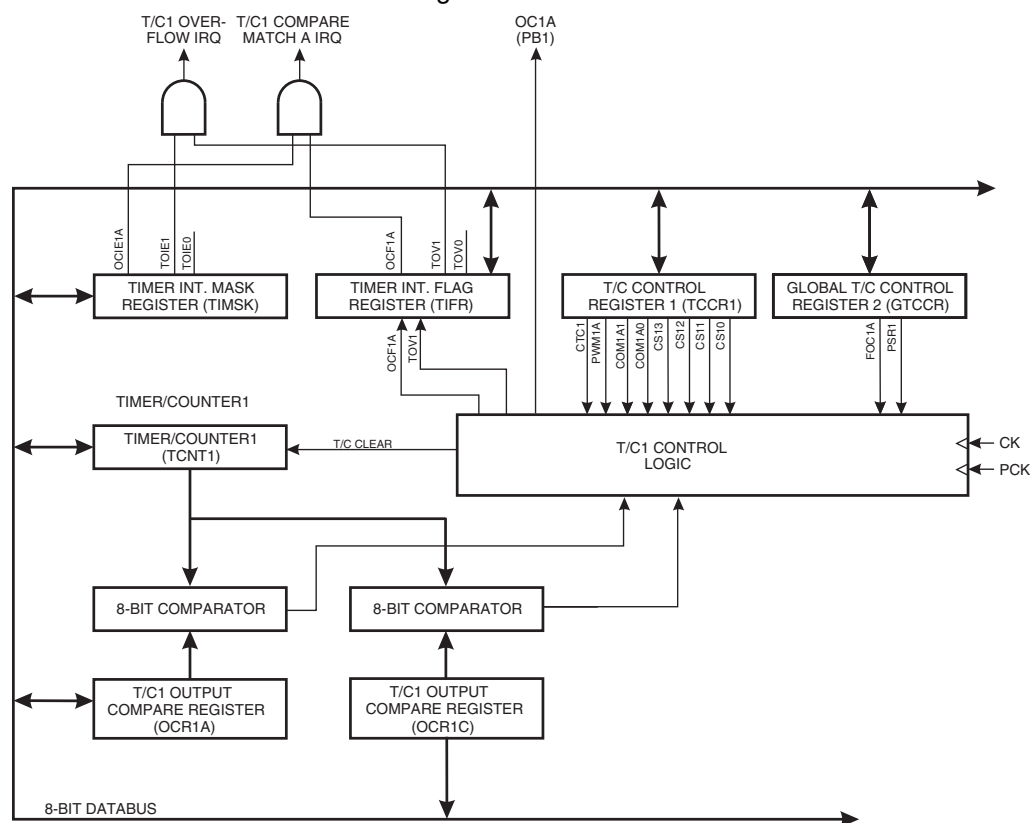 T/C1 OVER-
FLOW IRQ
T/C1 COMPARE
MATCH A IRQ
OC1A
(PB1)
OCIE1A
TOIE1
TOIE0
OCF1A
TOV1
TOV0
TIMER INT. MASK
REGISTER (TIMSK)
TIMER INT. FLAG
REGISTER (TIFR)
T/C CONTROL
REGISTER 1 (TCCR1)
GLOBAL T/C CONTROL
REGISTER 2 (GTCCR)
OCF1A
TOV1
CTC1
PWM1A
COM1A1
COM1A0
CS13
CS12
CS11
CS10
FOC1A
PSR1
TIMER/COUNTER1
TIMER/COUNTER1
(TCNT1)
T/C CLEAR
T/C1 CONTROL
LOGIC
CK
PCK
8-BIT COMPARATOR
8-BIT COMPARATOR
T/C1 OUTPUT
COMPARE REGISTER
(OCR1A)
T/C1 OUTPUT
COMPARE REGISTER
(OCR1C)
8-BIT DATABUS